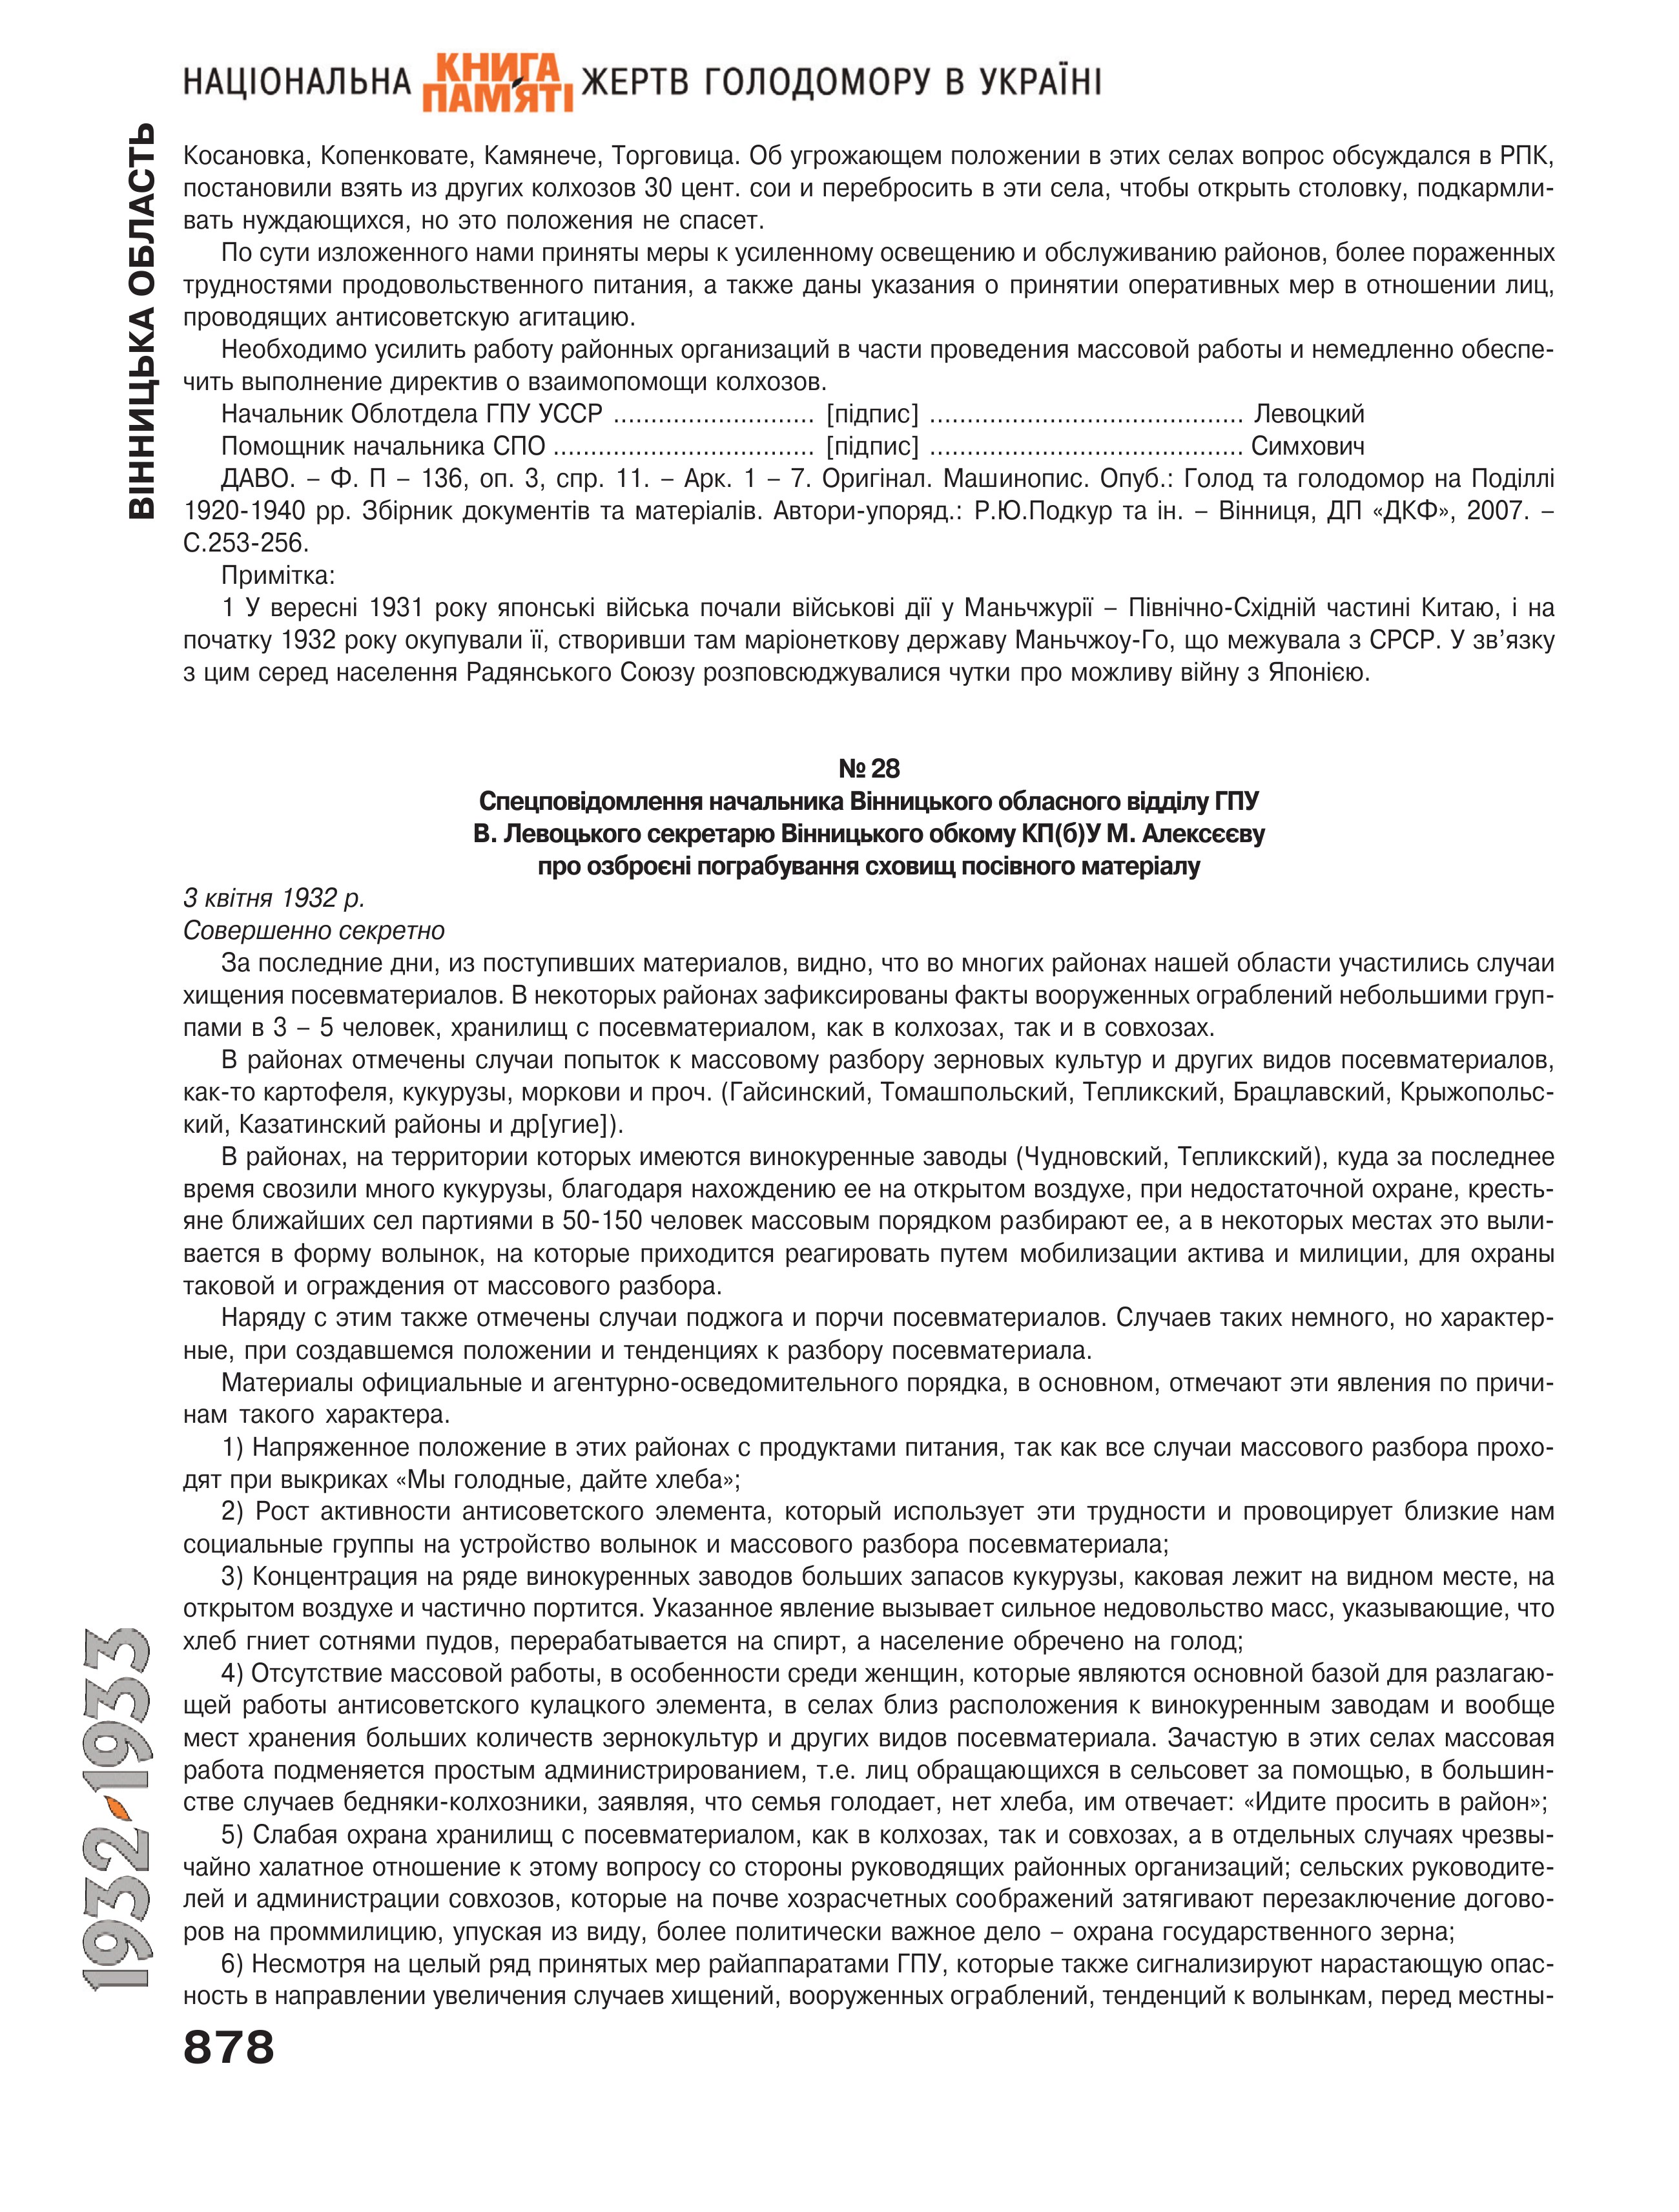 НАЦІОНАЛЬНА КНИГА ПАМ'ЯТІ ЖЕРТВ ГОЛОДОМОРУ В УКРАЇНІ
ВІННИЦЬКА ОБЛАСТЬ
Косановка, Копенковате, Камянече, Торговица. Об угрожающем положении в этих селах вопрос обсуждался в РПК,
постановили взять из других колхозов 30 цент. сои и перебросить в эти села, чтобы открыть столовку, подкармли-
вать нуждающихся, но это положения не спасет.
По сути изложенного нами приняты меры к усиленному освещению и обслуживанию районов, более пораженных
трудностями продовольственного питания, а также даны указания о принятии оперативных мер в отношении лиц,
проводящих антисоветскую агитацию.
Необходимо усилить работу районных организаций в части проведения массовой работы и немедленно обеспе-
чить выполнение директив о взаимопомощи колхозов.
Начальник Облотдела ГПУ УССР ........................... [підпис] .......................................... Левоцкий
Помощник начальника СПО ................................... [підпис] .......................................... Симхович
ДАВО. – Ф. П – 136, оп. 3, спр. 11. – Арк. 1 – 7. Оригінал. Машинопис. Опуб.: Голод та голодомор на Поділлі
1920-1940 рр. Збірник документів та матеріалів. Автори-упоряд.: Р.Ю.Подкур та ін. – Вінниця, ДП «ДКФ», 2007. –
С.253-256.
Примітка:
1 У вересні 1931 року японські війська почали військові дії у Маньчжурії – Північно-Східній частині Китаю, і на
початку 1932 року окупували її, створивши там маріонеткову державу Маньчжоу-Го, що межувала з СРСР. У зв’язку
з цим серед населення Радянського Союзу розповсюджувалися чутки про можливу війну з Японією.
№ 28
Спецповідомлення начальника Вінницького обласного відділу ГПУ
В. Левоцького секретарю Вінницького обкому КП(б)У М. Алексєєву
про озброєні пограбування сховищ посівного матеріалу
3 квітня 1932 р.
Совершенно секретно
За последние дни, из поступивших материалов, видно, что во многих районах нашей области участились случаи
хищения посевматериалов. В некоторых районах зафиксированы факты вооруженных ограблений небольшими груп-
пами в 3 – 5 человек, хранилищ с посевматериалом, как в колхозах, так и в совхозах.
В районах отмечены случаи попыток к массовому разбору зерновых культур и других видов посевматериалов,
как-то картофеля, кукурузы, моркови и проч. (Гайсинский, Томашпольский, Тепликский, Брацлавский, Крыжопольс-
кий, Казатинский районы и др[угие]).
В районах, на территории которых имеются винокуренные заводы (Чудновский, Тепликский), куда за последнее
время свозили много кукурузы, благодаря нахождению ее на открытом воздухе, при недостаточной охране, кресть-
яне ближайших сел партиями в 50-150 человек массовым порядком разбирают ее, а в некоторых местах это выли-
вается в форму волынок, на которые приходится реагировать путем мобилизации актива и милиции, для охраны
таковой и ограждения от массового разбора.
Наряду с этим также отмечены случаи поджога и порчи посевматериалов. Случаев таких немного, но характер-
ные, при создавшемся положении и тенденциях к разбору посевматериала.
Материалы официальные и агентурно-осведомительного порядка, в основном, отмечают эти явления по причи-
нам такого характера.
1) Напряженное положение в этих районах с продуктами питания, так как все случаи массового разбора прохо-
дят при выкриках «Мы голодные, дайте хлеба»;
2) Рост активности антисоветского элемента, который использует эти трудности и провоцирует близкие нам
социальные группы на устройство волынок и массового разбора посевматериала;
3) Концентрация на ряде винокуренных заводов больших запасов кукурузы, каковая лежит на видном месте, на
открытом воздухе и частично портится. Указанное явление вызывает сильное недовольство масс, указывающие, что
хлеб гниет сотнями пудов, перерабатывается на спирт, а население обречено на голод;
4) Отсутствие массовой работы, в особенности среди женщин, которые являются основной базой для разлагаю-
щей работы антисоветского кулацкого элемента, в селах близ расположения к винокуренным заводам и вообще
мест хранения больших количеств зернокультур и других видов посевматериала. Зачастую в этих селах массовая
работа подменяется простым администрированием, т.е. лиц обращающихся в сельсовет за помощью, в большин-
стве случаев бедняки-колхозники, заявляя, что семья голодает, нет хлеба, им отвечает: «Идите просить в район»;
5) Слабая охрана хранилищ с посевматериалом, как в колхозах, так и совхозах, а в отдельных случаях чрезвы-
чайно халатное отношение к этому вопросу со стороны руководящих районных организаций; сельских руководите-
лей и администрации совхозов, которые на почве хозрасчетных соображений затягивают перезаключение догово-
ров на проммилицию, упуская из виду, более политически важное дело – охрана государственного зерна;
6) Несмотря на целый ряд принятых мер райаппаратами ГПУ, которые также сигнализируют нарастающую опас-
ность в направлении увеличения случаев хищений, вооруженных ограблений, тенденций к волынкам, перед местны-
1932-1933
878